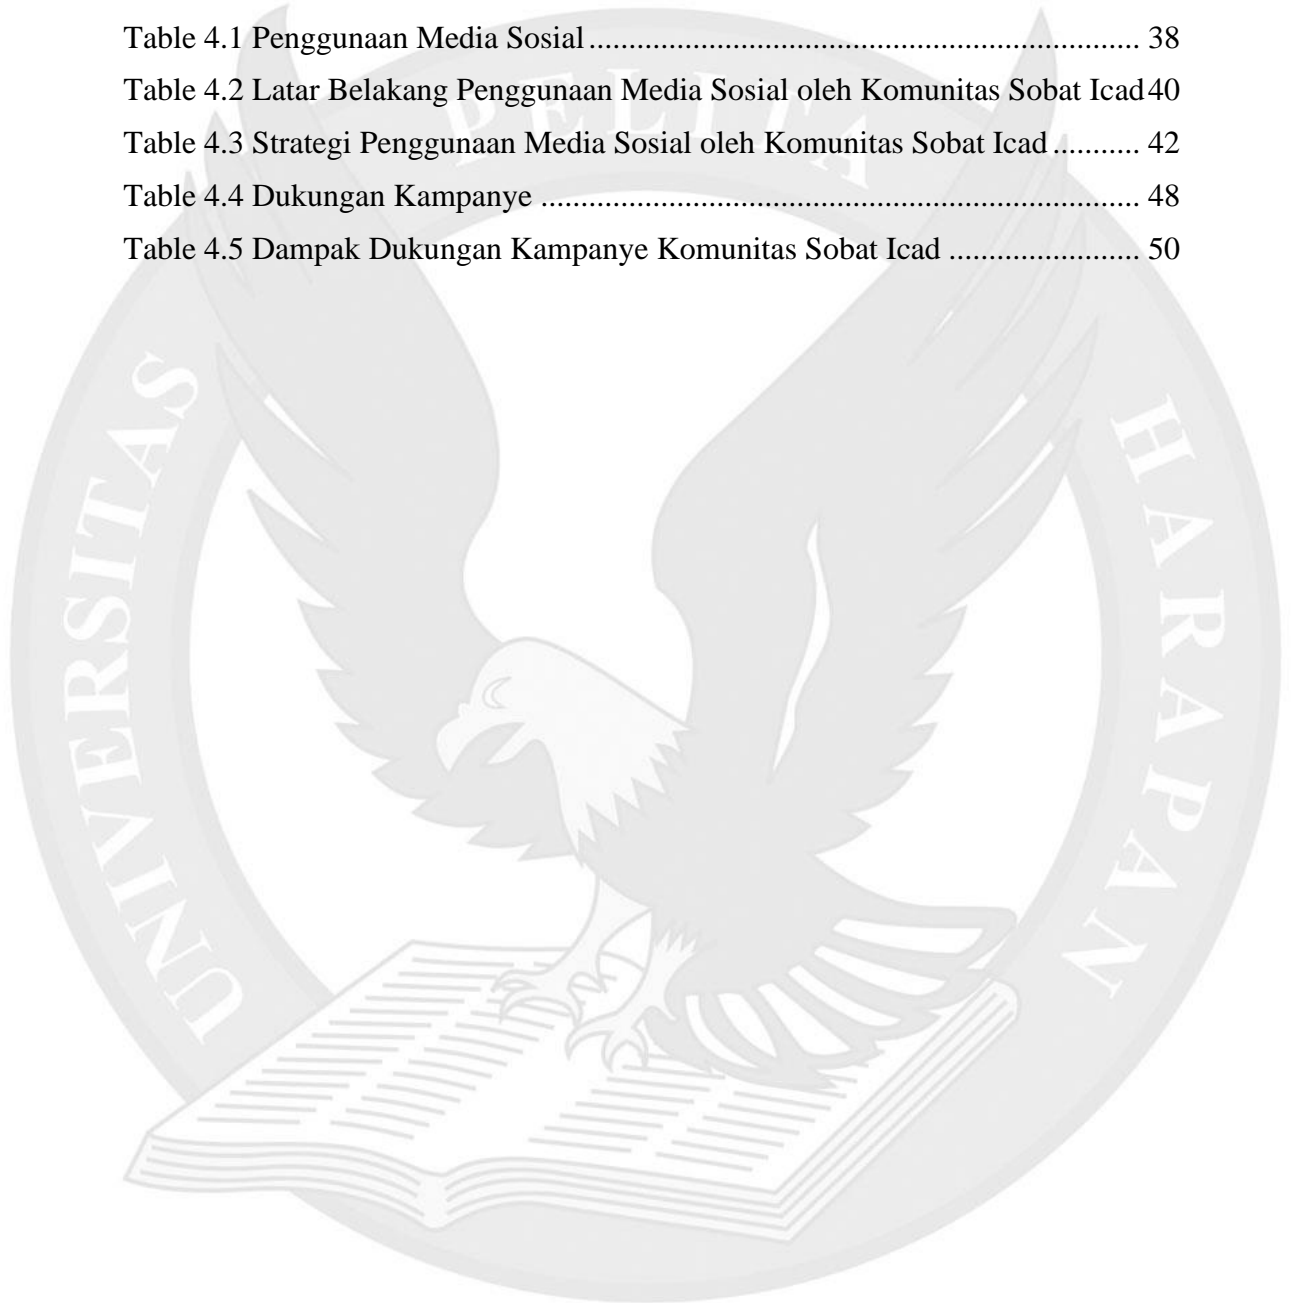 Table 4.1 Penggunaan Media Sosial..................................................................... 38
Table 4.2 Latar Belakang Penggunaan Media Sosial oleh Komunitas Sobat Icad40
Table 4.3 Strategi Penggunaan Media Sosial oleh Komunitas Sobat Icad........... 42
Table 4.4 Dukungan Kampanye ........................................................................... 48
Table 4.5 Dampak Dukungan Kampanye Komunitas Sobat Icad ........................ 50
UNIVERSITAS
PELITA
HARAPAN